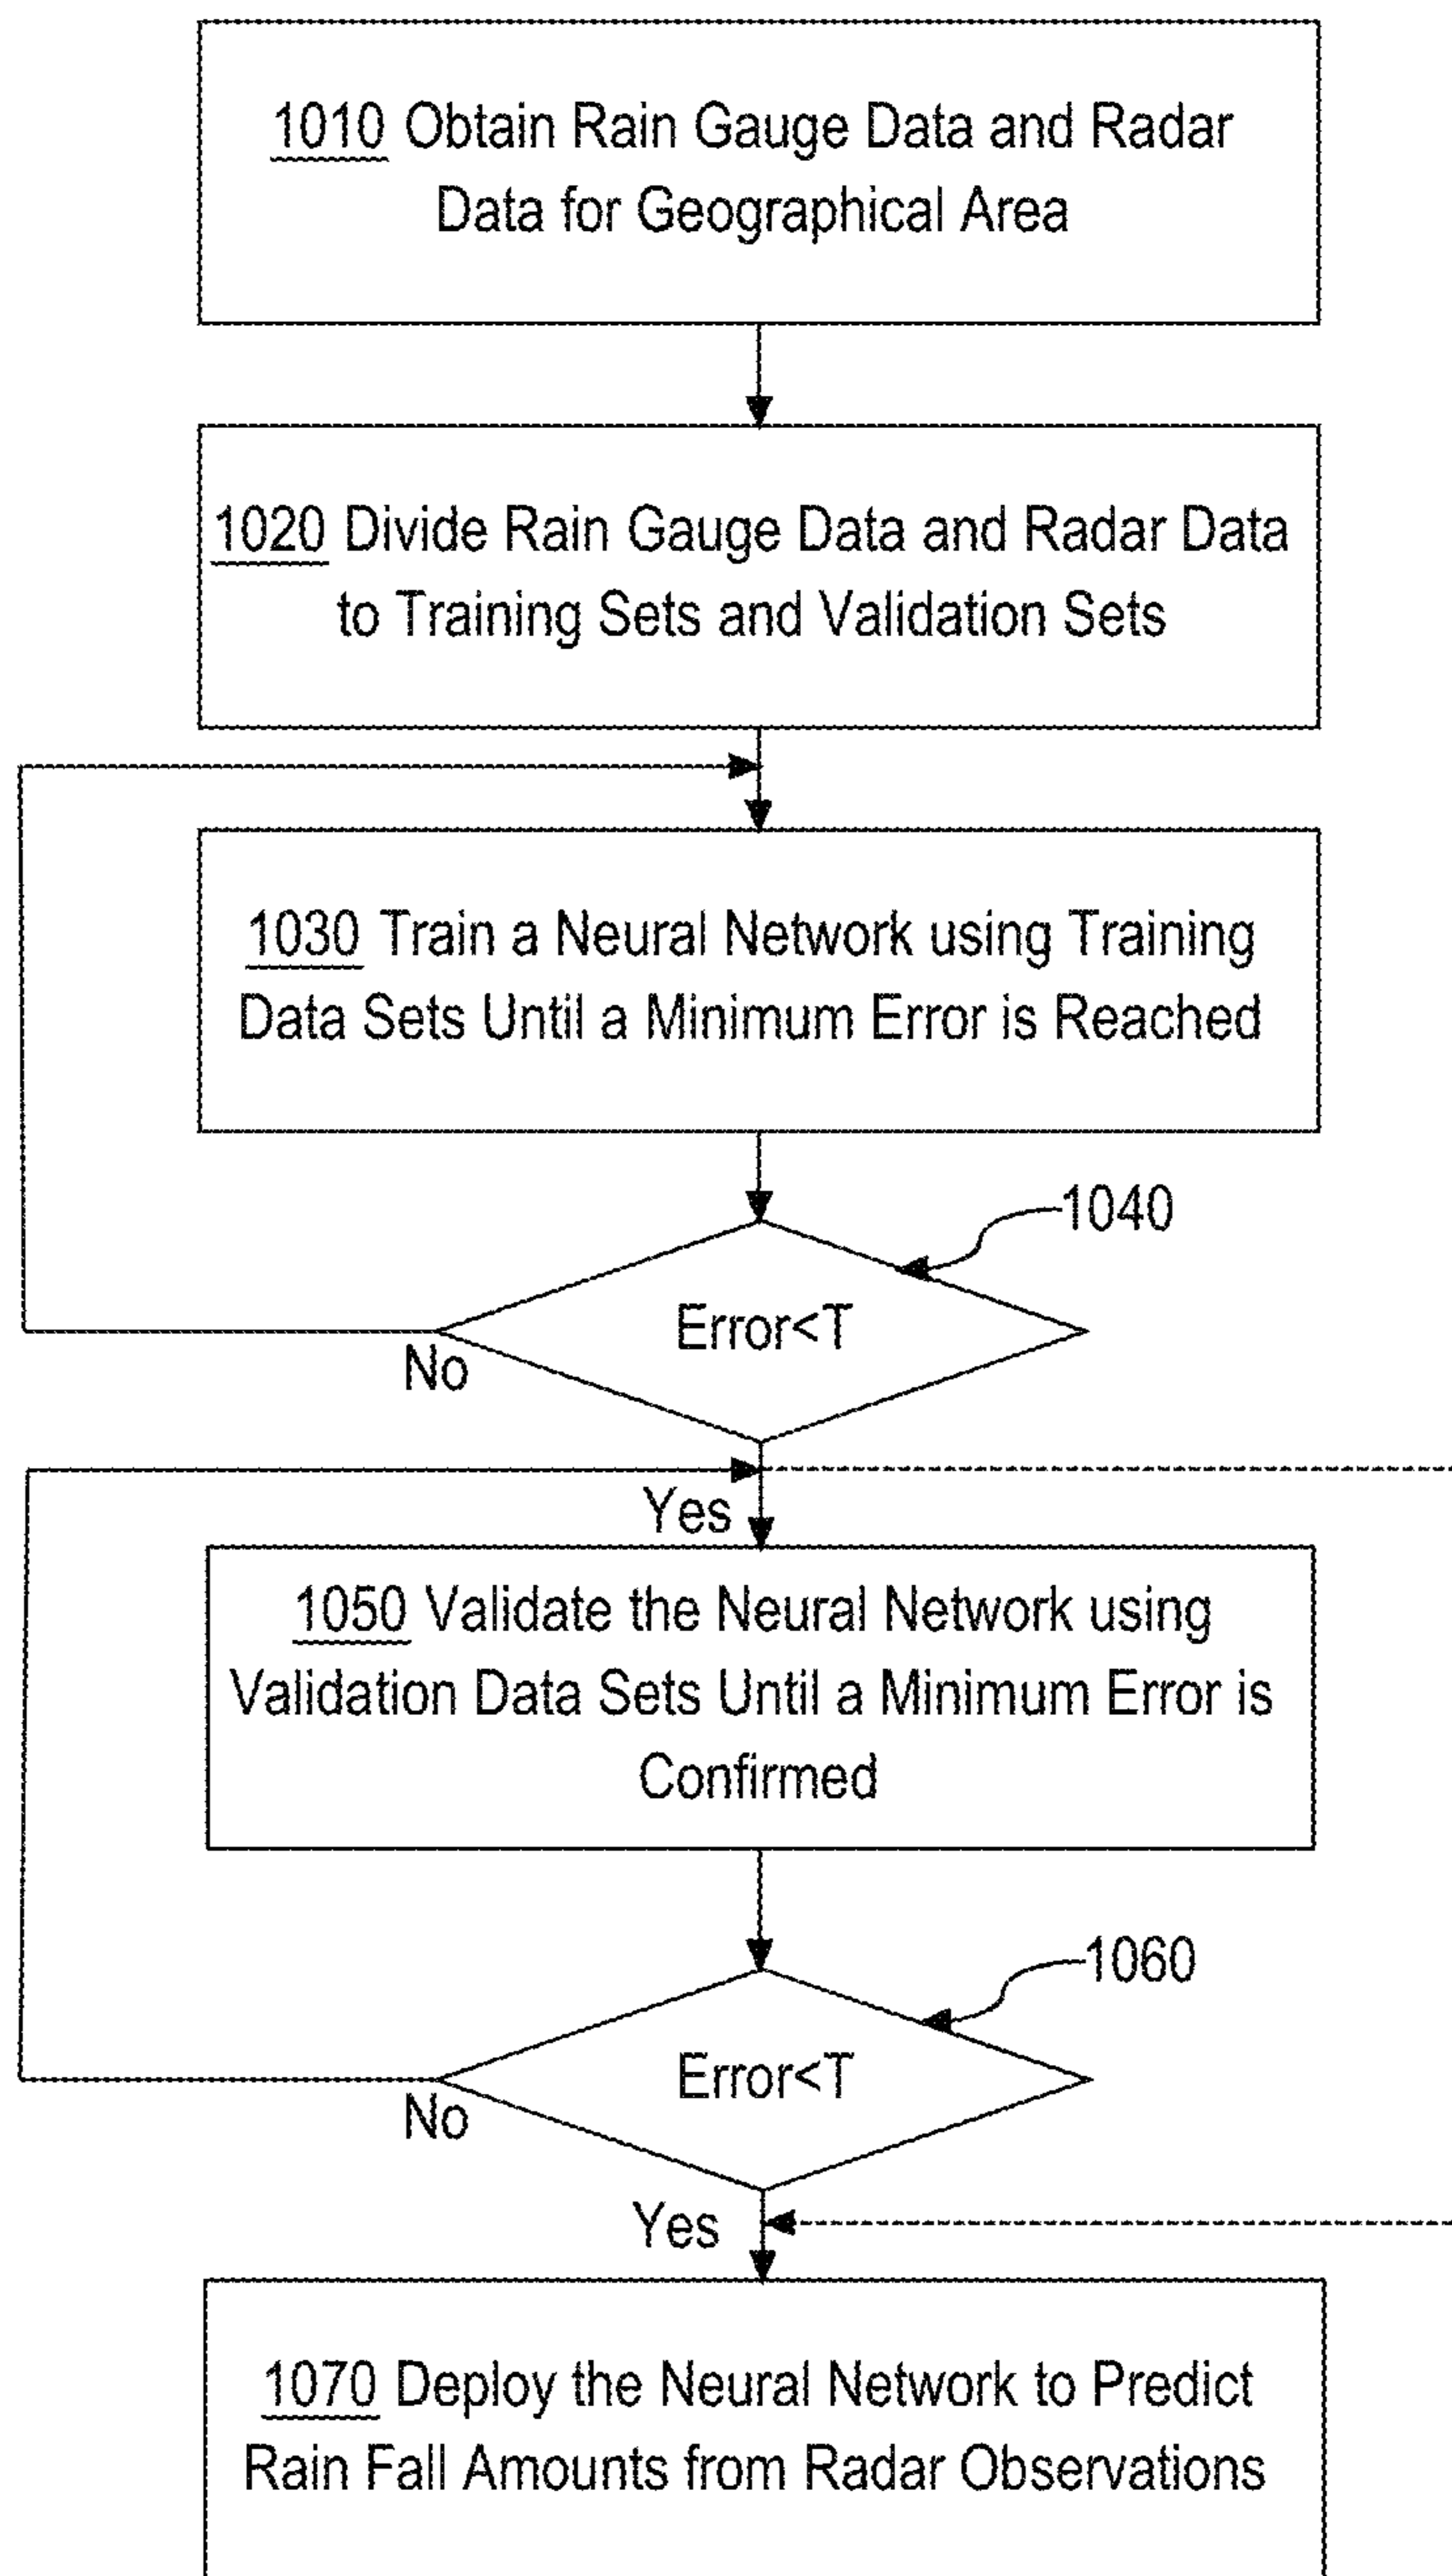 1010 Obtain Rain Gauge Data and Radar
Data for Geographical Area
1020 Divide Rain Gauge Data and Radar Data
to Training Sets and Validation Sets
1030 Train a Neural Network using Training
Data Sets Until a Minimum Error is Reached
1040
Error<T
No
Yes
1050 Validate the Neural Network using
Validation Data Sets Until a Minimum Error is
Confirmed
1060
Error<T
No
Yes
1070 Deploy the Neural Network to Predict
Rain Fall Amounts from Radar Observations